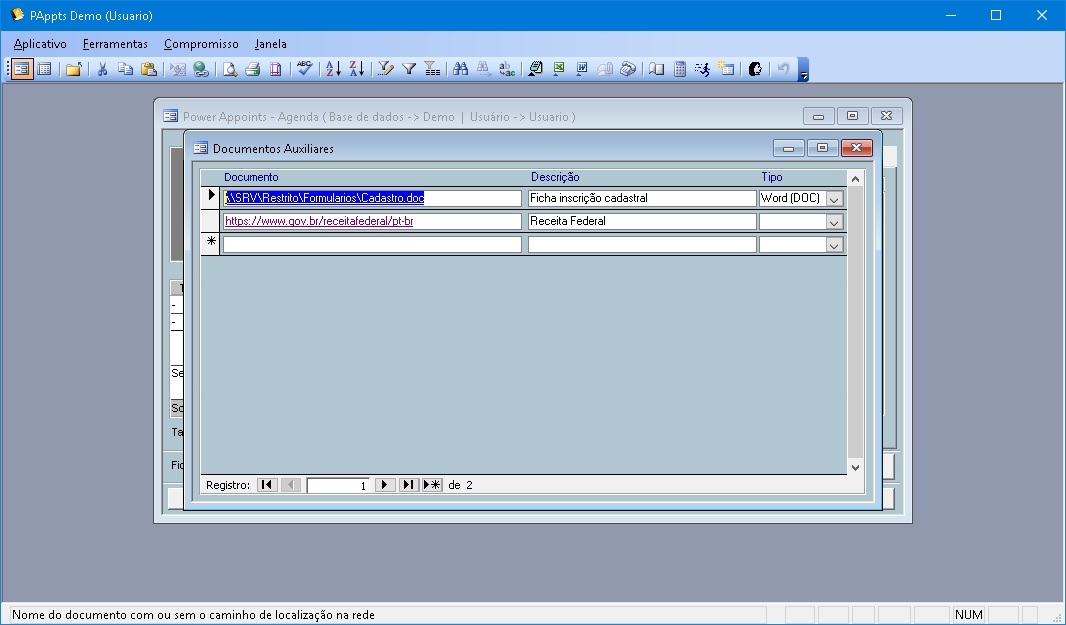 PAppts Demo (Usuario)
Aplicativo Ferramentas Compromisso Janela
Power Appoints - Agenda ( Base de dados -> Demo | Usuário -> Usuario )
Documentos Auxiliares
Documento Descrição Tipo
\\SRV\Restrito\Formularios\Cadastro.doc Ficha inscrição cadastral Word (DOC)
https://www.gov.br/receitafederal/pt-br Receita Federal
Registro: 1 de 2
Nome do documento com ou sem o caminho de localização na rede NUM